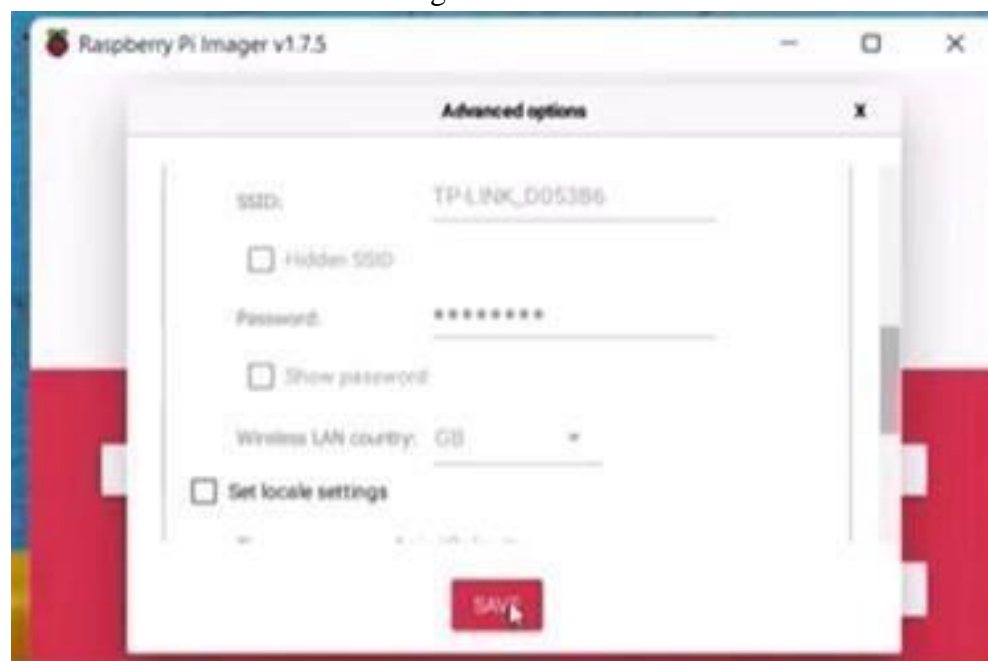 Raspberry Pi Imager v1.7.5
Advanced options
X
SSID:
TP-LINK_D053B6
Hidden SSID
Password:
********
Show password
Wireless LAN country: GB
Set locale settings
SAVE